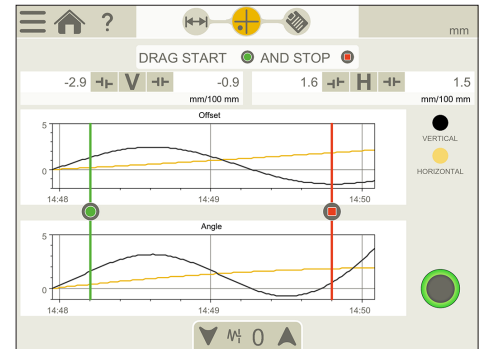 ?
mm
DRAG START AND STOP
-2.9 V -0.9
mm/100 mm
1.6 H 1.5
mm/100 mm
Offset
5
0
14:48 14:49 14:50
VERTICAL
HORIZONTAL
Angle
5
0
14:48 14:49 14:50
0